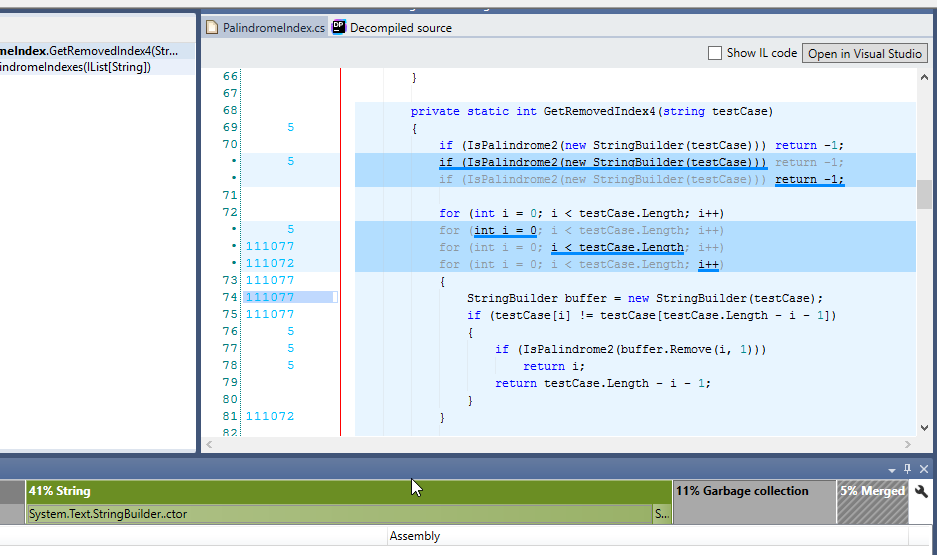 PalindromeIndex.cs
DP
Decompiled source
meIndex.GetRemovedIndex4(Str...
indromeIndexes(IList[String])
Show IL code
Open in Visual Studio
66 }
67
68 private static int GetRemovedIndex4(string testCase)
69 5 {
70 if (IsPalindrome2(new StringBuilder(testCase))) return -1;
• 5 if (IsPalindrome2(new StringBuilder(testCase))) return -1;
• if (IsPalindrome2(new StringBuilder(testCase))) return -1;
71
72 for (int i = 0; i < testCase.Length; i++)
• 5 for (int i = 0; i < testCase.Length; i++)
• 111077 for (int i = 0; i < testCase.Length; i++)
• 111072 for (int i = 0; i < testCase.Length; i++)
73 111077 {
74 111077 StringBuilder buffer = new StringBuilder(testCase);
75 111077 if (testCase[i] != testCase[testCase.Length - i - 1])
76 5 {
77 5 if (IsPalindrome2(buffer.Remove(i, 1)))
78 5 return i;
79 return testCase.Length - i - 1;
80 }
81 111072 }
82
41% String
11% Garbage collection
5% Merged
System.Text.StringBuilder..ctor
S...
Assembly